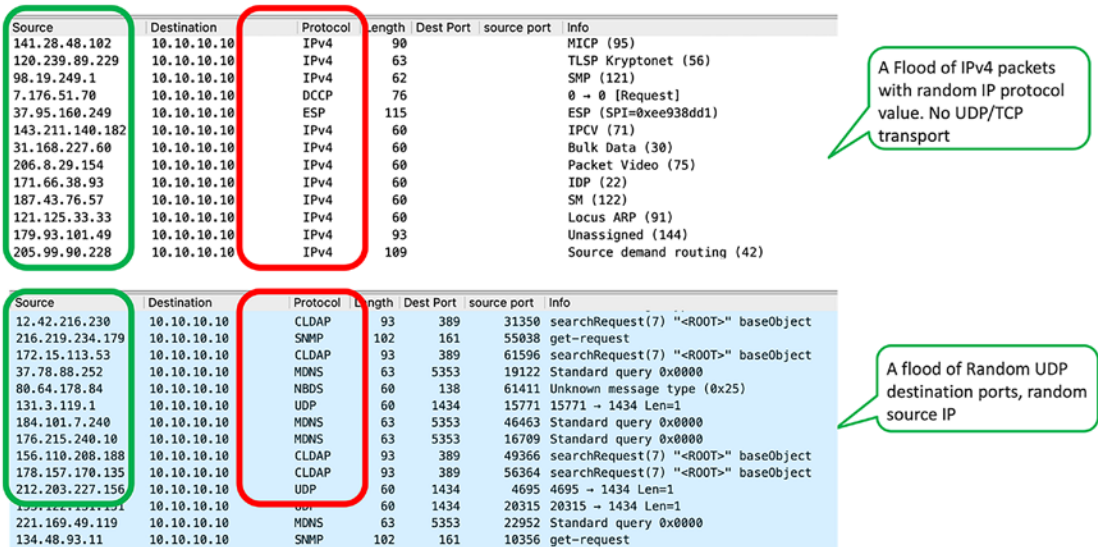 Source Destination Protocol Length Dest Port source port Info
141.28.48.102 10.10.10.10 IPv4 90 MICP (95)
120.239.89.229 10.10.10.10 IPv4 63 TLSP Kryptonet (56)
98.19.249.1 10.10.10.10 IPv4 62 SMP (121)
7.176.51.70 10.10.10.10 DCCP 76 0 → 0 [Request]
37.95.160.249 10.10.10.10 ESP 115 ESP (SPI=0xee938dd1)
143.211.140.182 10.10.10.10 IPv4 60 IPCV (71)
31.168.227.60 10.10.10.10 IPv4 60 Bulk Data (30)
206.8.29.154 10.10.10.10 IPv4 60 Packet Video (75)
171.66.38.93 10.10.10.10 IPv4 60 IDP (22)
187.43.76.57 10.10.10.10 IPv4 60 SM (122)
121.125.33.33 10.10.10.10 IPv4 60 Locus ARP (91)
179.93.101.49 10.10.10.10 IPv4 93 Unassigned (144)
205.99.90.228 10.10.10.10 IPv4 109 Source demand routing (42)
A Flood of IPv4 packets
with random IP protocol
value. No UDP/TCP
transport
Source Destination Protocol Length Dest Port source port Info
12.42.216.230 10.10.10.10 CLDAP 93 389 31350 searchRequest(7) "<ROOT>" baseObject
216.219.234.179 10.10.10.10 SNMP 102 161 55038 get-request
172.15.113.53 10.10.10.10 CLDAP 93 389 61596 searchRequest(7) "<ROOT>" baseObject
37.78.88.252 10.10.10.10 MDNS 63 5353 19122 Standard query 0x0000
80.64.178.84 10.10.10.10 NBDS 60 138 61411 Unknown message type (0x25)
131.3.119.1 10.10.10.10 UDP 60 1434 15771 15771 → 1434 Len=1
184.101.7.240 10.10.10.10 MDNS 63 5353 46463 Standard query 0x0000
176.215.240.10 10.10.10.10 MDNS 63 5353 16709 Standard query 0x0000
156.110.208.188 10.10.10.10 CLDAP 93 389 49366 searchRequest(7) "<ROOT>" baseObject
178.157.170.135 10.10.10.10 CLDAP 93 389 56364 searchRequest(7) "<ROOT>" baseObject
212.203.227.156 10.10.10.10 UDP 60 1434 4695 4695 → 1434 Len=1
10.10.10.10 UDP 60 1434 20315 20315 → 1434 Len=1
221.169.49.119 10.10.10.10 MDNS 63 5353 22952 Standard query 0x0000
134.48.93.11 10.10.10.10 SNMP 102 161 10356 get-request
A flood of Random UDP
destination ports, random
source IP